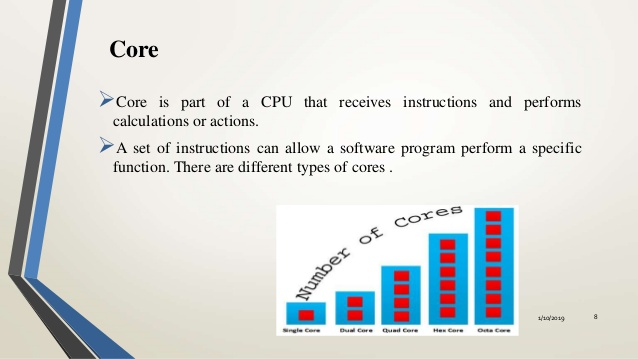 Core
➢Core is part of a CPU that receives instructions and performs
calculations or actions.
➢A set of instructions can allow a software program perform a specific
function. There are different types of cores .
Number of Cores
Single Core Dual Core Quad Core Hex Core Octa Core
1/10/2019 8